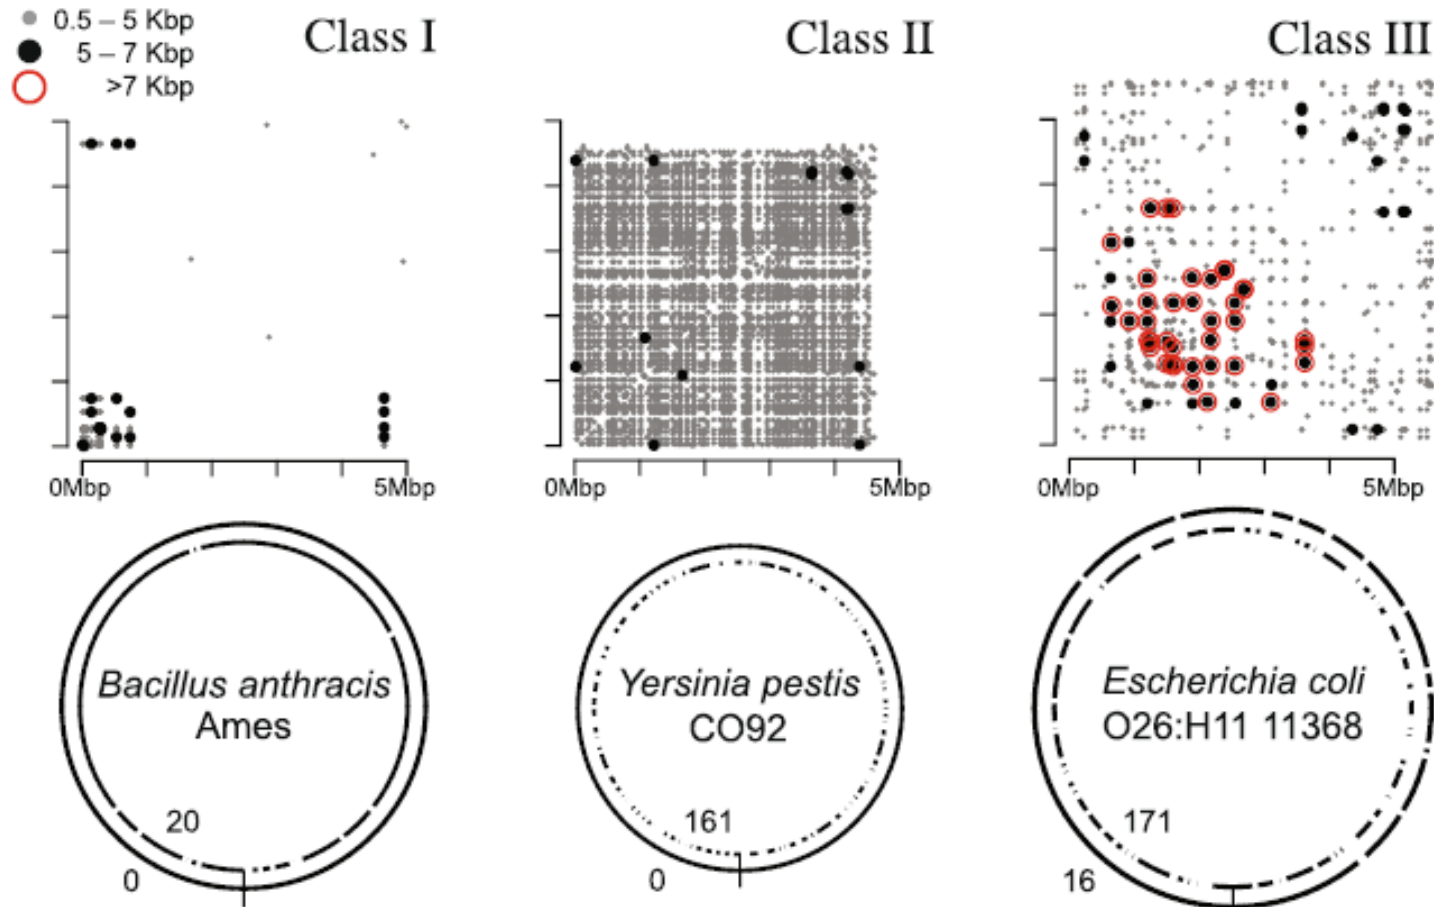 0.5 – 5 Kbp
5 – 7 Kbp
>7 Kbp
Class I
Class II
Class III
0Mbp
5Mbp
0Mbp
5Mbp
0Mbp
5Mbp
Bacillus anthracis
Ames
20
0
Yersinia pestis
CO92
161
0
Escherichia coli
O26:H11 11368
171
16